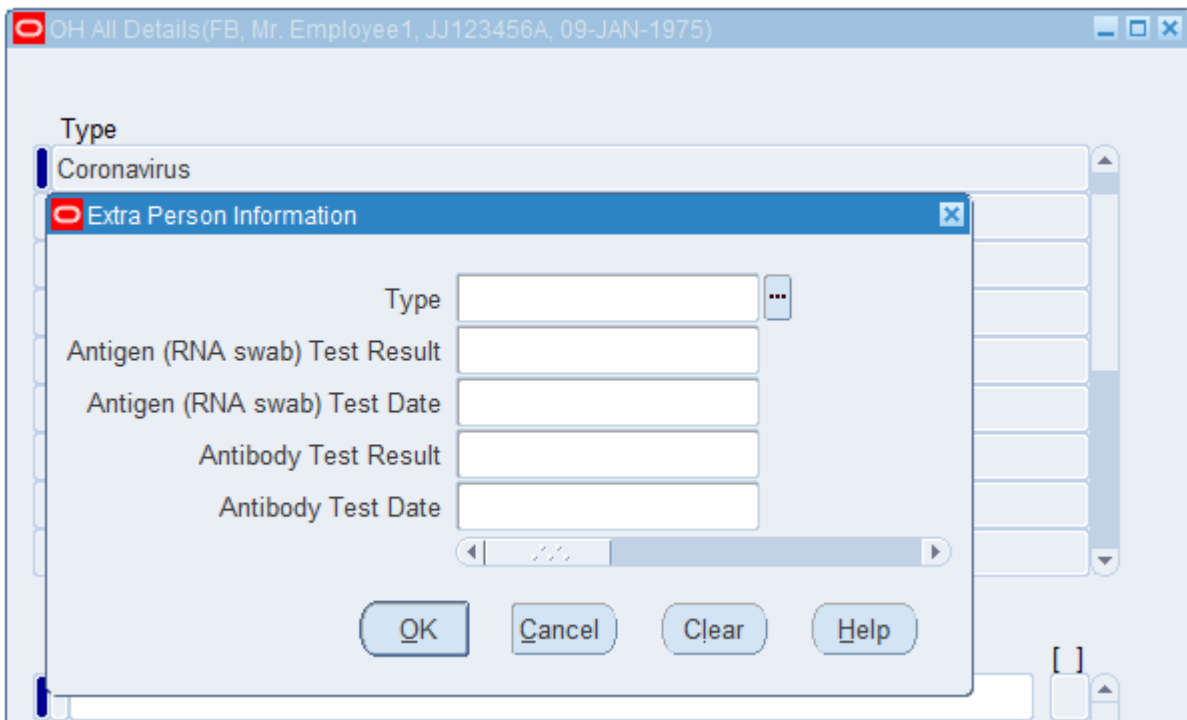 OH All Details(FB, Mr. Employee1, JJ123456A, 09-JAN-1975)
Type
Coronavirus
Extra Person Information
Type
...
Antigen (RNA swab) Test Result
Antigen (RNA swab) Test Date
Antibody Test Result
Antibody Test Date
OK Cancel Clear Help
[ ]